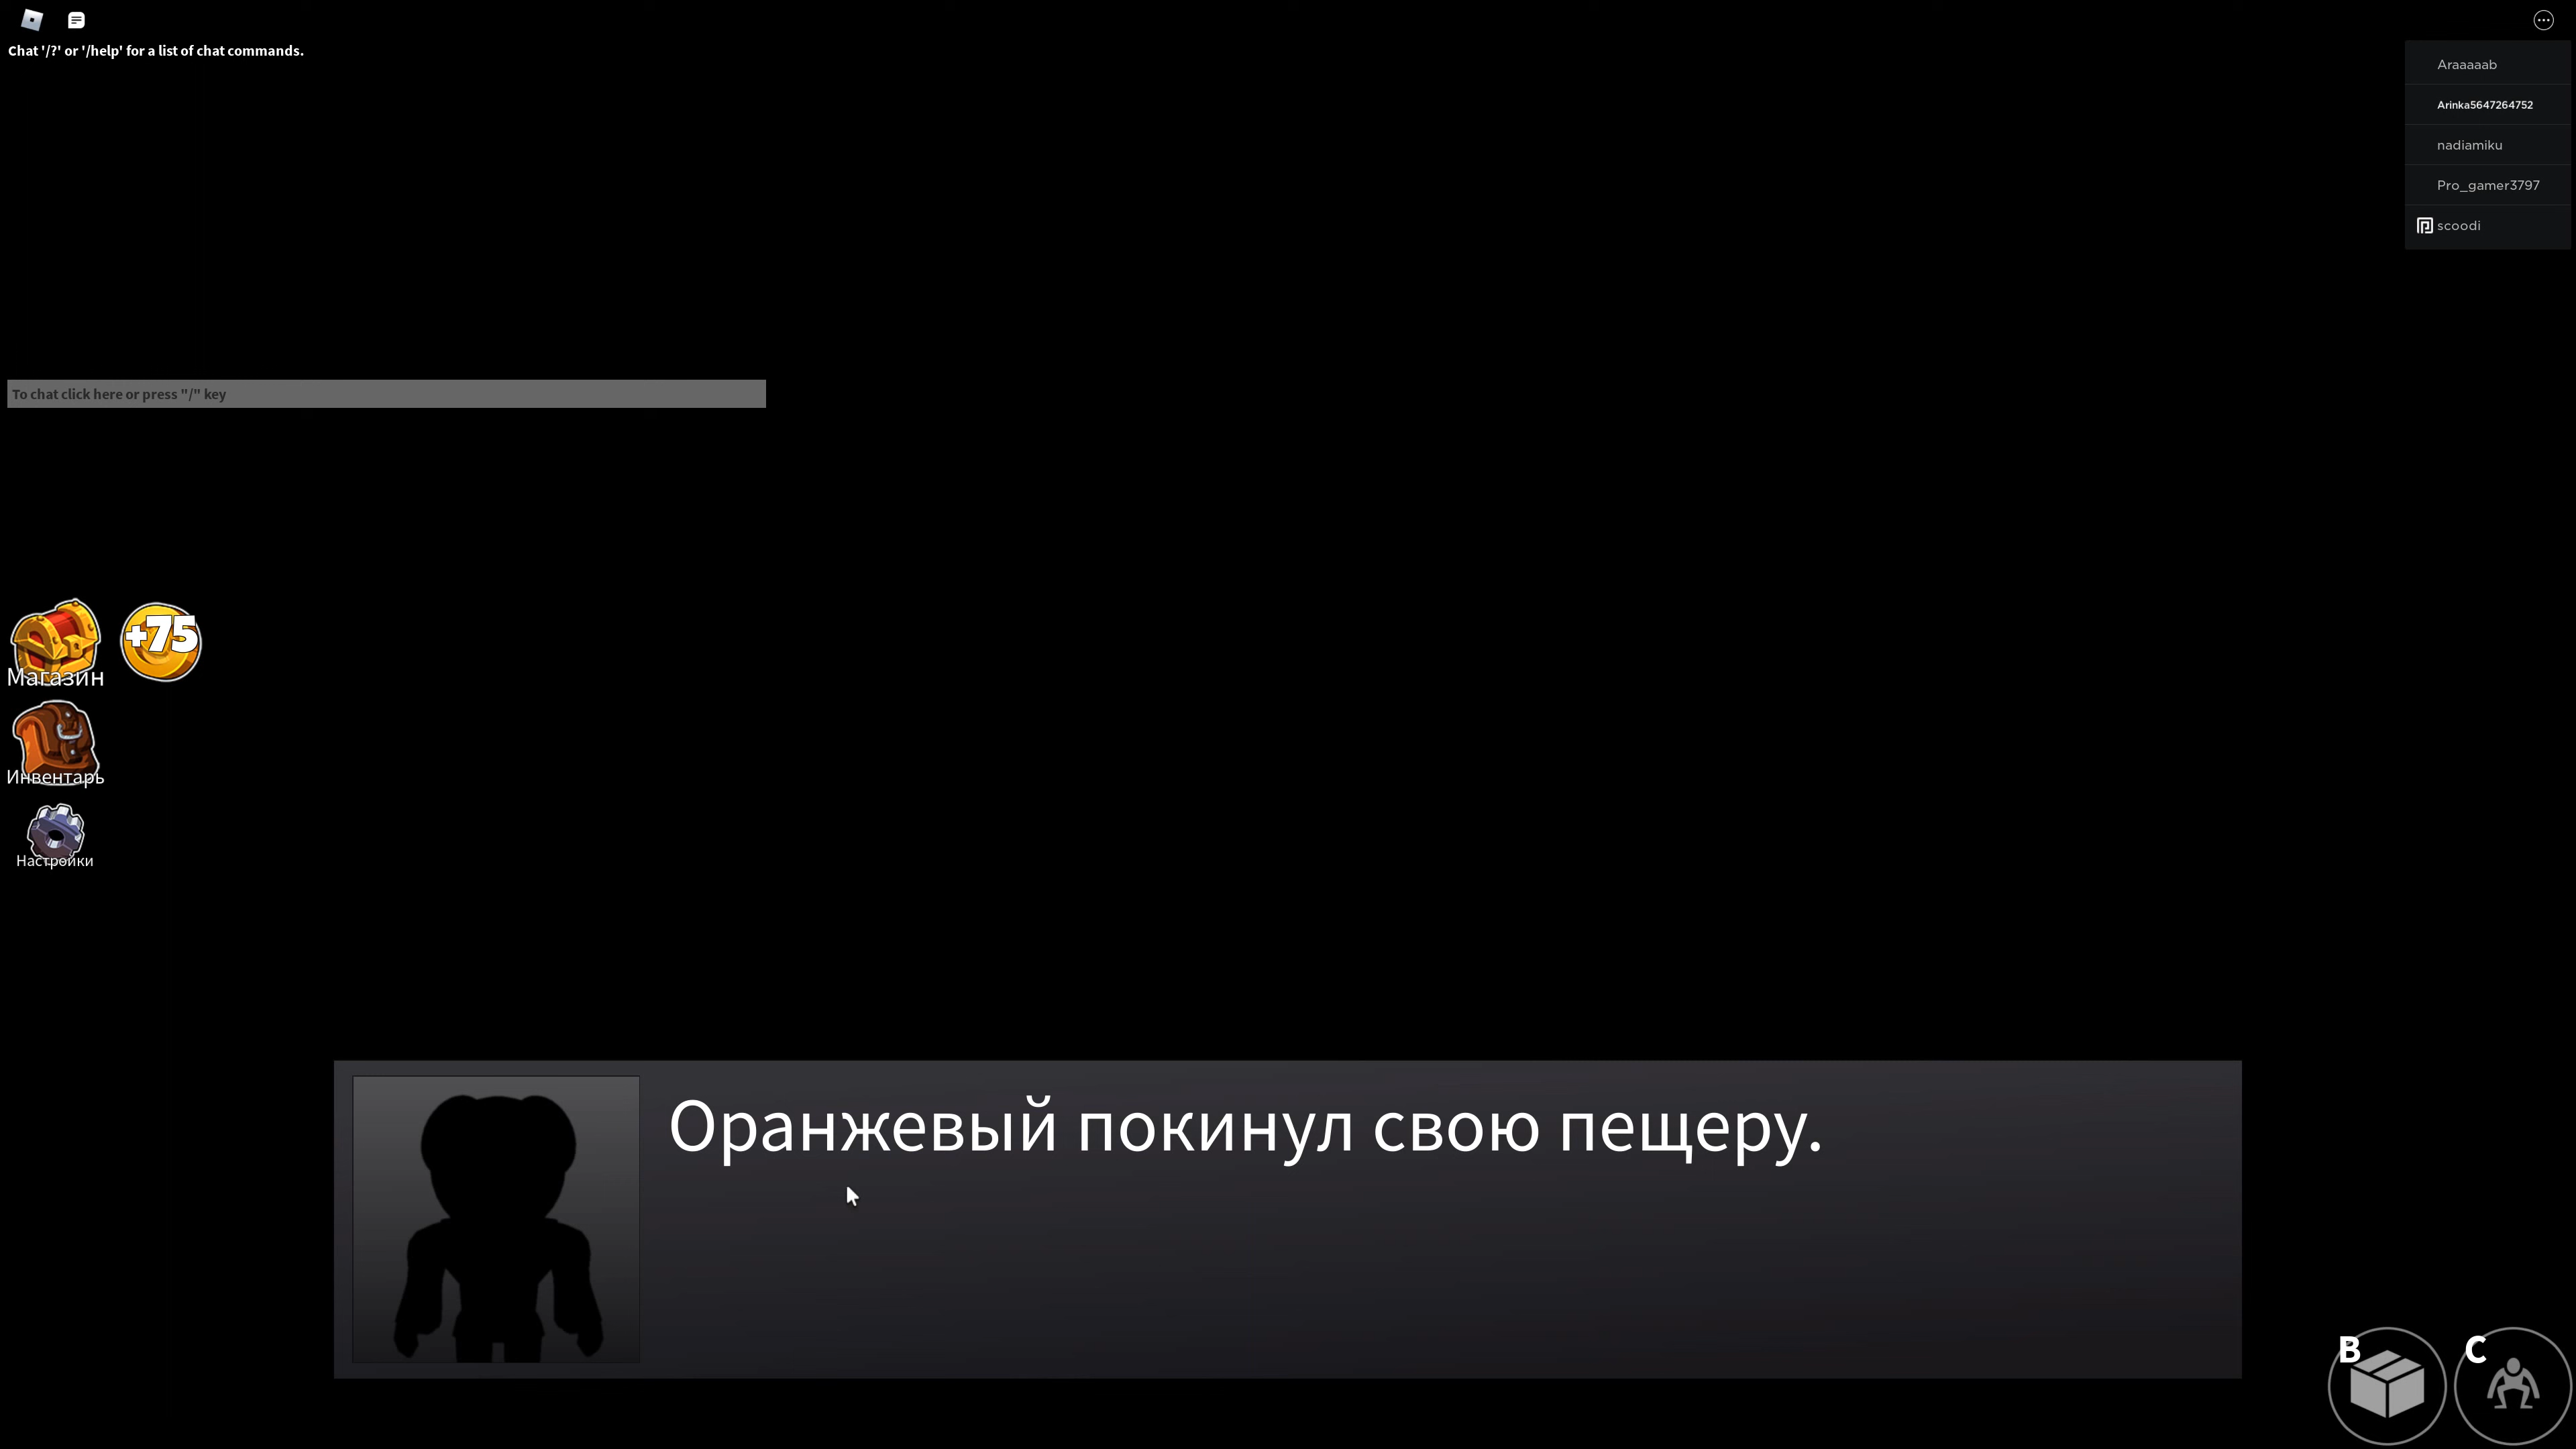 Chat '/?' or '/help' for a list of chat commands.
Araaaaab
Arinka5647264752
nadiamiku
Pro_gamer3797
scoodi
To chat click here or press "/" key
+75
Магазин
Инвентарь
Настройки
Оранжевый покинул свою пещеру.
B
C